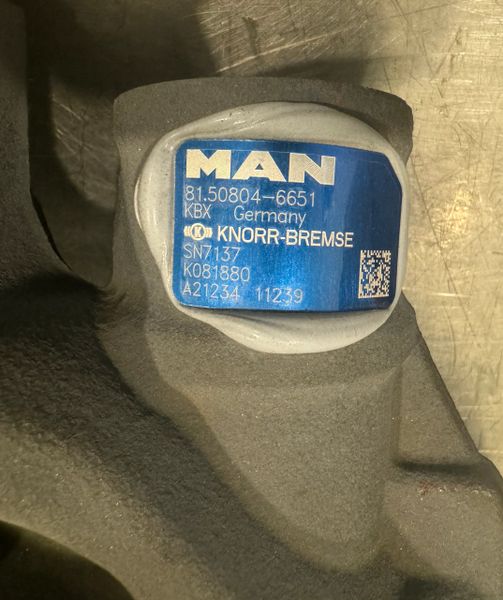 MAN
81.50804-6651
KBX Germany
KNORR-BREMSE
SN7137
K081880
A21234 11239